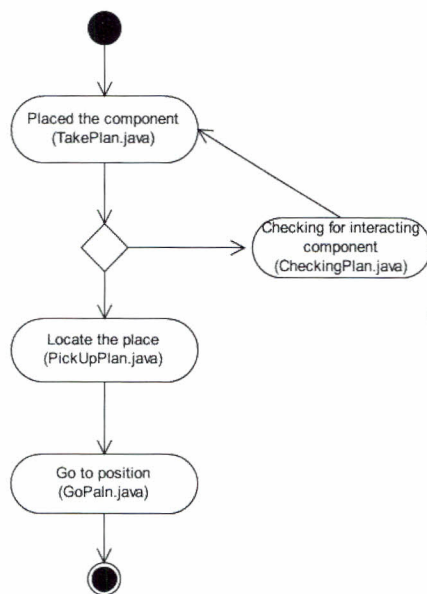 Placed the component
(TakePlan.java)
Checking for interacting
component
(CheckingPlan.java)
Locate the place
(PickUpPlan.java)
Go to position
(GoPaln.java)